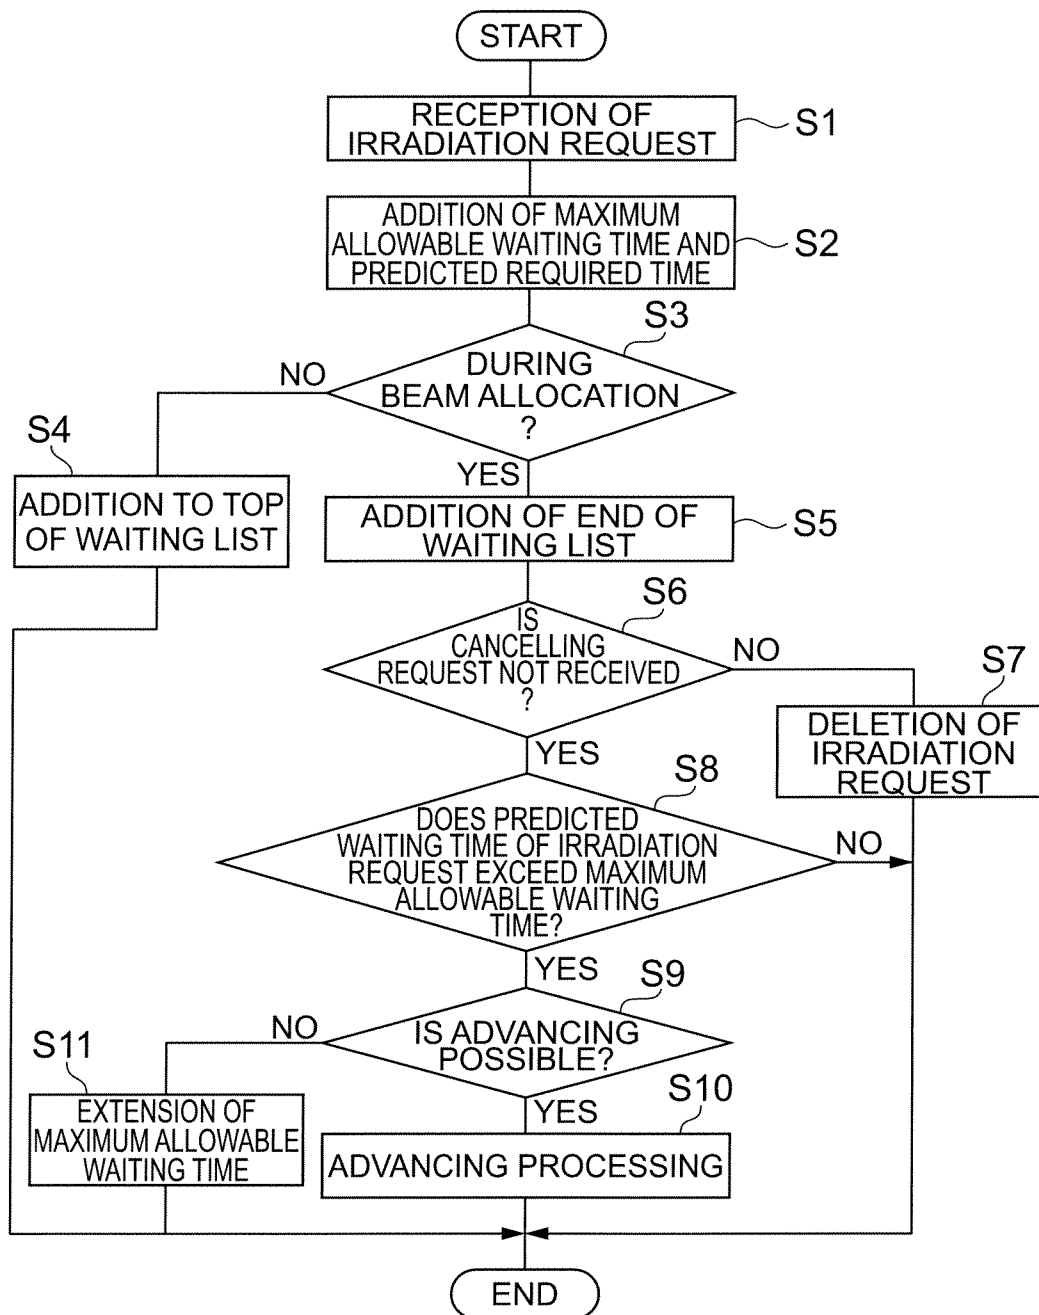 START
RECEPTION OF
IRRADIATION REQUEST
S1
ADDITION OF MAXIMUM
ALLOWABLE WAITING TIME AND
PREDICTED REQUIRED TIME
S2
S3
DURING
BEAM ALLOCATION
?
NO
YES
S4
ADDITION TO TOP
OF WAITING LIST
ADDITION OF END OF
WAITING LIST
S5
S6
IS
CANCELLING
REQUEST NOT RECEIVED
?
NO
YES
S7
DELETION OF
IRRADIATION
REQUEST
S8
DOES PREDICTED
WAITING TIME OF IRRADIATION
REQUEST EXCEED MAXIMUM
ALLOWABLE WAITING
TIME?
NO
YES
S9
IS ADVANCING
POSSIBLE?
NO
YES
S11
EXTENSION OF
MAXIMUM ALLOWABLE
WAITING TIME
S10
ADVANCING PROCESSING
END